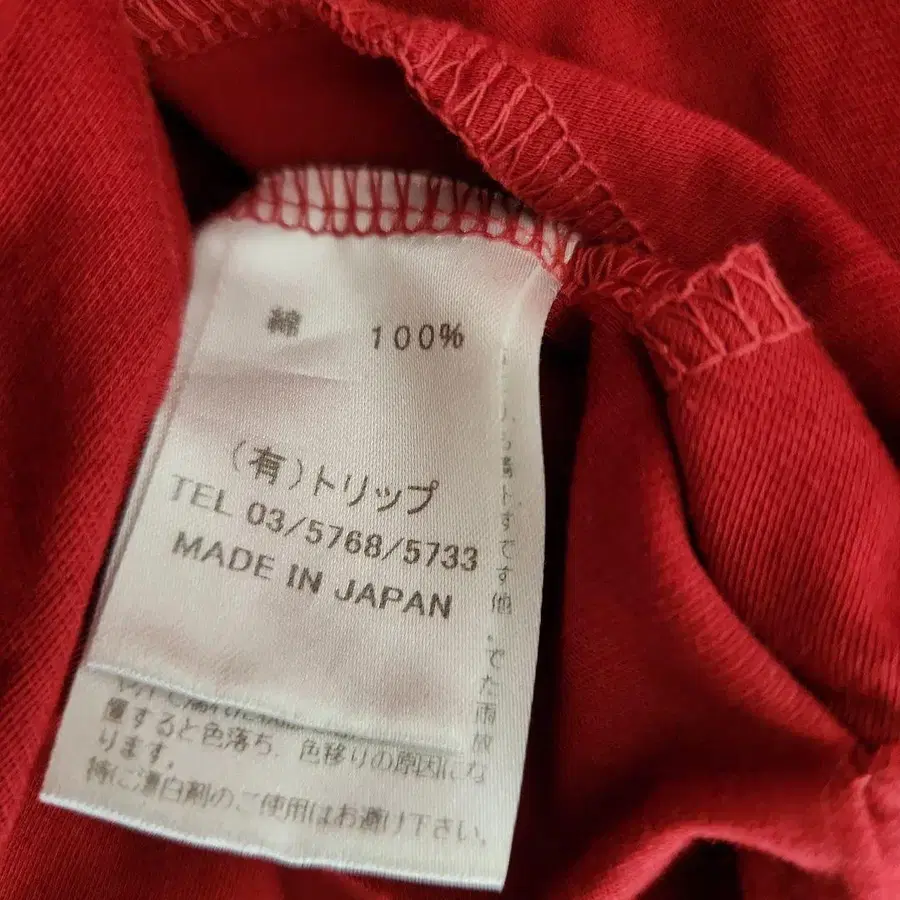 綿 100%
(有)トリップ
TEL 03/5768/5733
MADE IN JAPAN
置すると色落ち、色移りの原因にな
ります。
特に漂白剤のご使用はお避け下さい。